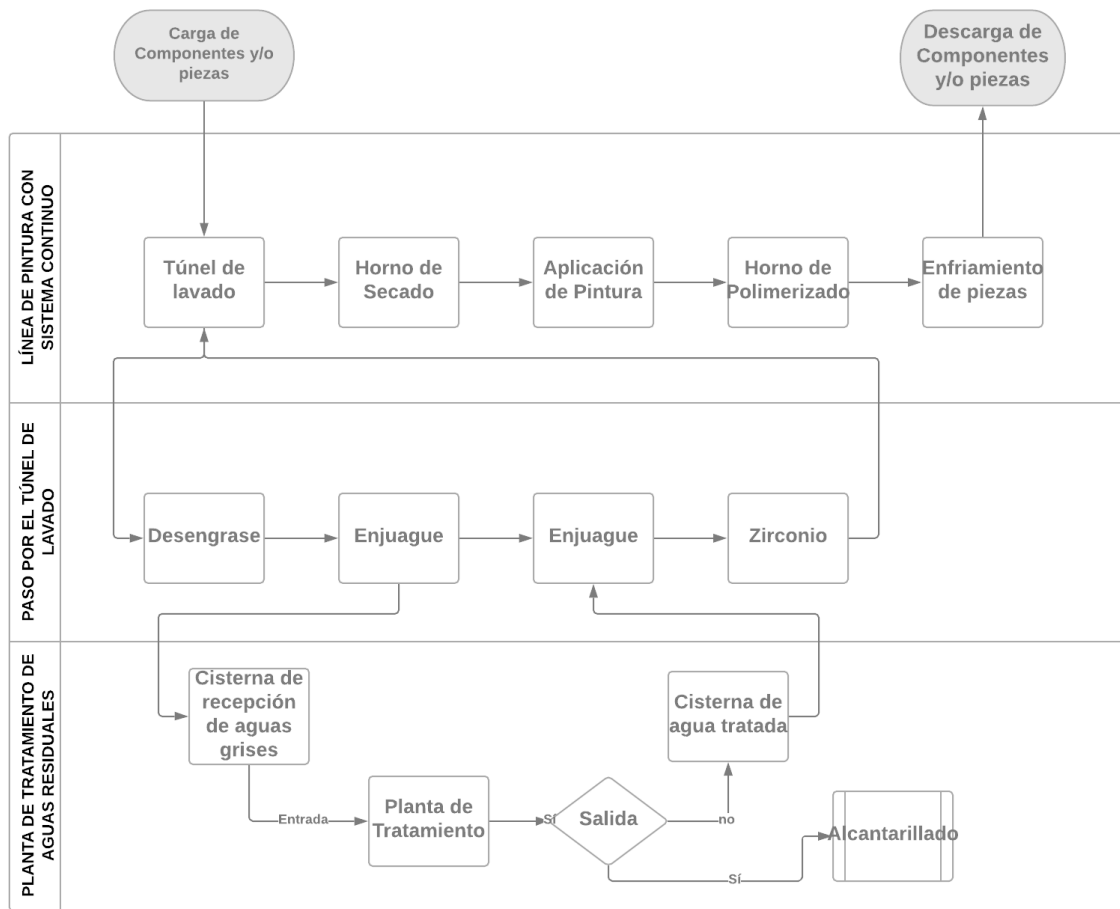 Carga de
Componentes y/o
piezas
Descarga de
Componentes
y/o piezas
LÍNEA DE PINTURA CON
SISTEMA CONTINUO
Túnel de
lavado
Horno de
Secado
Aplicación
de Pintura
Horno de
Polimerizado
Enfriamiento
de piezas
PASO POR EL TÚNEL DE
LAVADO
Desengrase
Enjuague
Enjuague
Zirconio
PLANTA DE TRATAMIENTO DE
AGUAS RESIDUALES
Cisterna de
recepción
de aguas
grises
Cisterna de
agua tratada
Entrada
Planta de
Tratamiento
Sí
Salida
no
Alcantarillado
Sí